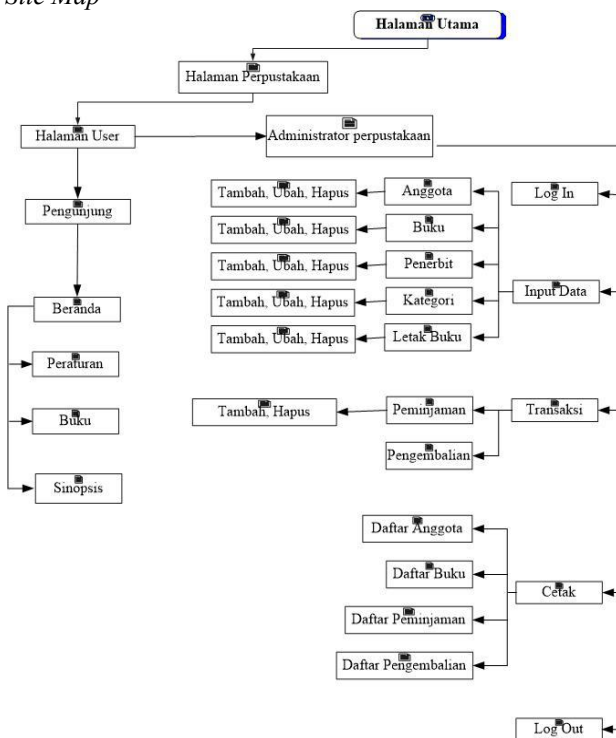 Site Map
Halaman Utama
Halaman Perpustakaan
Halaman User
Administrator perpustakaan
Pengunjung
Beranda
Peraturan
Buku
Sinopsis
Log In
Input Data
Anggota
Tambah, Ubah, Hapus
Buku
Tambah, Ubah, Hapus
Penerbit
Tambah, Ubah, Hapus
Kategori
Tambah, Ubah, Hapus
Letak Buku
Tambah, Ubah, Hapus
Transaksi
Peminjaman
Tambah, Hapus
Pengembalian
Cetak
Daftar Anggota
Daftar Buku
Daftar Peminjaman
Daftar Pengembalian
Log Out